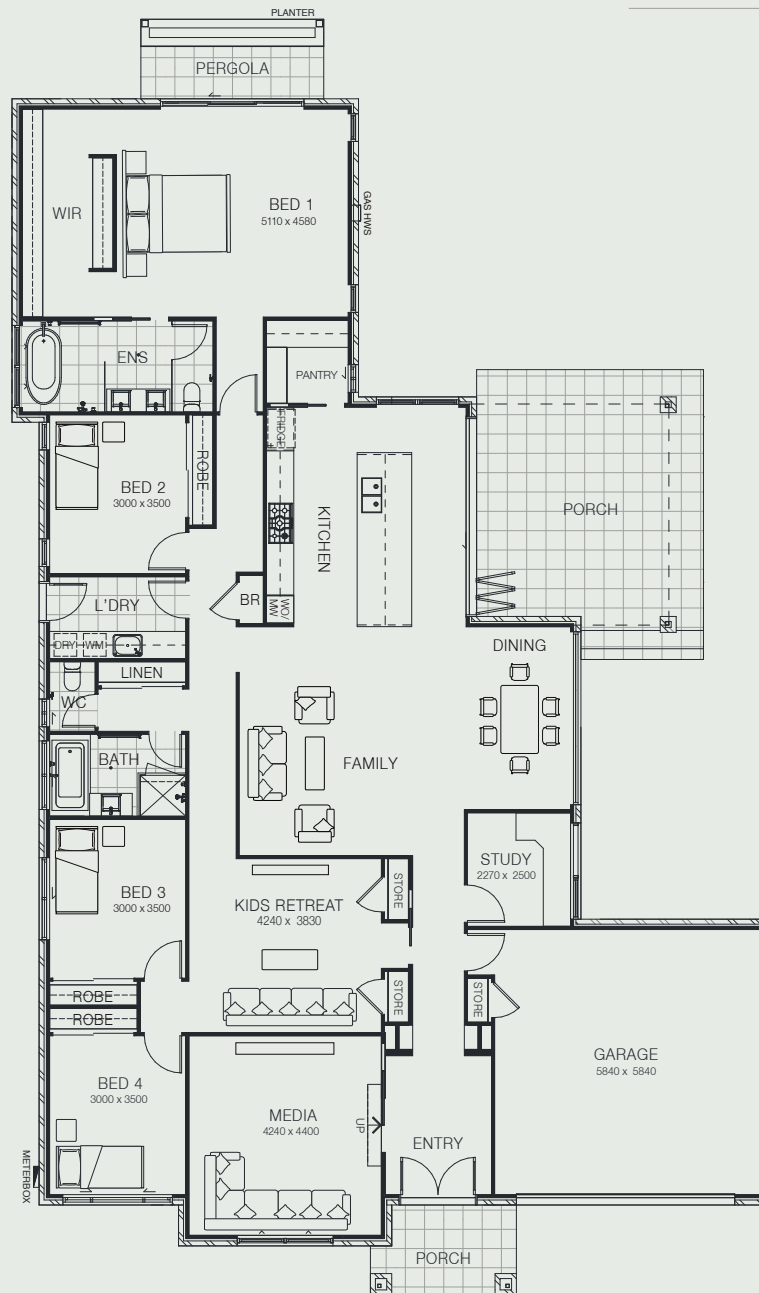 PLANTER
PERGOLA
WIR
BED 1
5110 x 4580
GAS HWS
ENS
PANTRY
FRIDGE
ROBE
BED 2
3000 x 3500
KITCHEN
PORCH
L'DRY
BR
WO/
MW
DRY
WM
LINEN
DINING
WC
BATH
FAMILY
STUDY
2270 x 2500
BED 3
3000 x 3500
KIDS RETREAT
4240 x 3830
STORE
ROBE
ROBE
STORE
STORE
GARAGE
5840 x 5840
BED 4
3000 x 3500
MEDIA
4240 x 4400
UP
ENTRY
METERBOX
PORCH